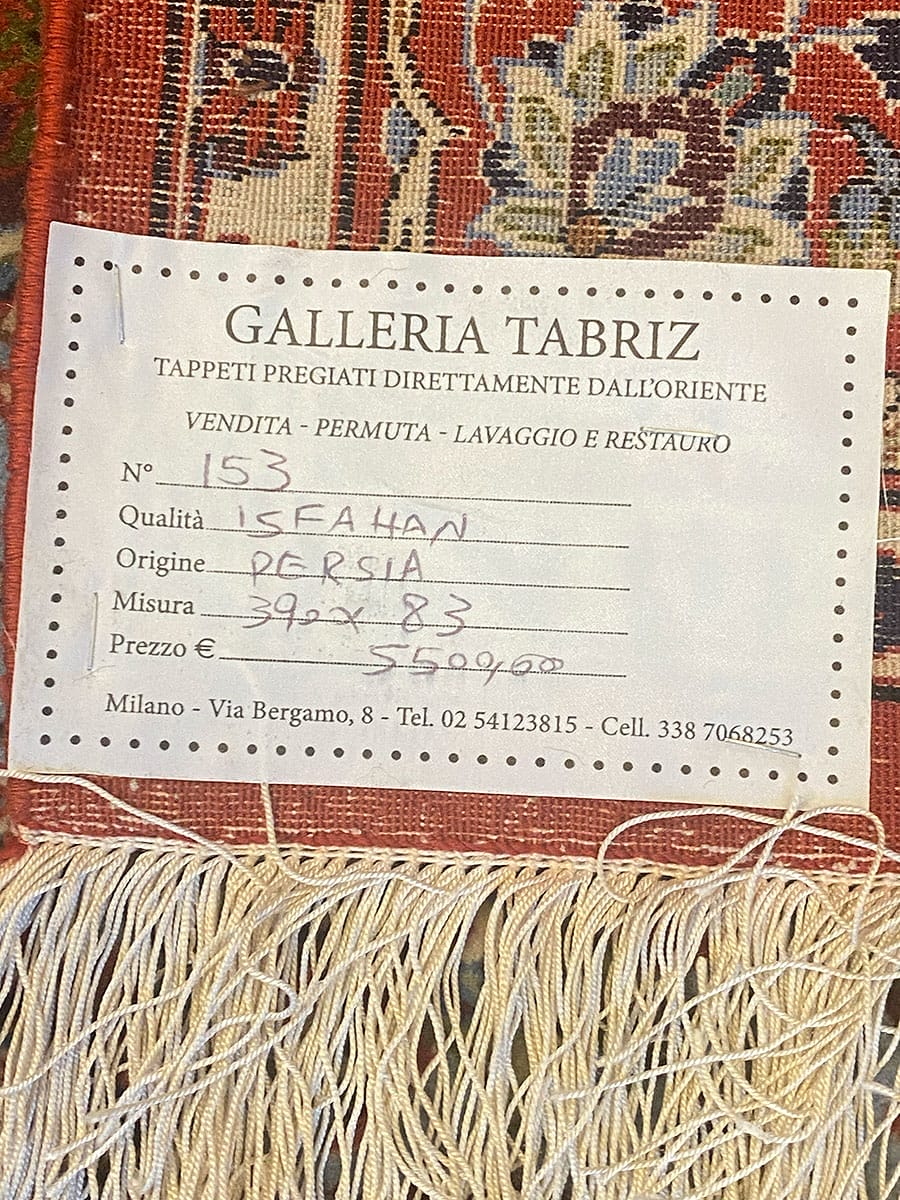 GALLERIA TABRIZ
TAPPETI PREGIATI DIRETTAMENTE DALL'ORIENTE
VENDITA - PERMUTA - LAVAGGIO E RESTAURO
N° 153
Qualità ISFAHAN
Origine PERSIA
Misura 390 x 83
Prezzo € 5500,00
Milano - Via Bergamo, 8 - Tel. 02 54123815 - Cell. 338 7068253